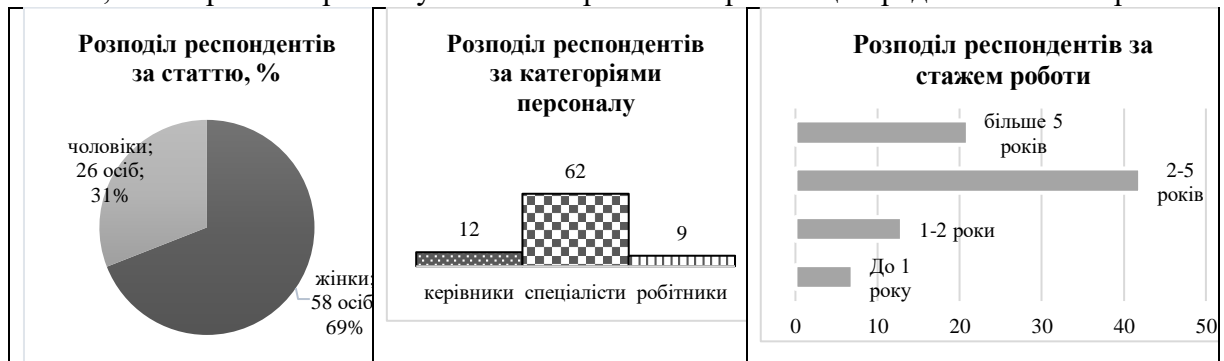 Розподіл респондентів
за статтю, %
чоловіки;
26 осіб;
31%
жінки;
58 осіб
69%
Розподіл респондентів
за категоріями
персоналу
12
62
9
керівники спеціалісти робітники
Розподіл респондентів за
стажем роботи
більше 5
років
2-5
років
1-2 роки
До 1
року
0 10 20 30 40 50